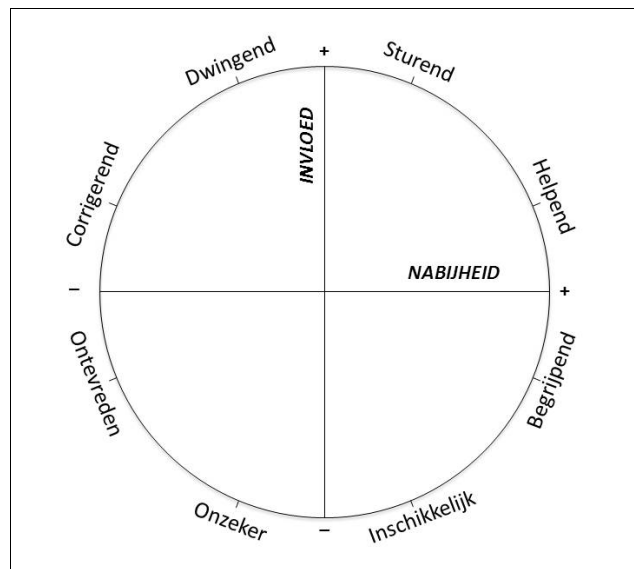 +
Dwingend
Sturend
INVLOED
Corrigerend
Helpend
NABIJHEID
–
+
Ontevreden
Begrijpend
Onzeker
Inschikkelijk
–